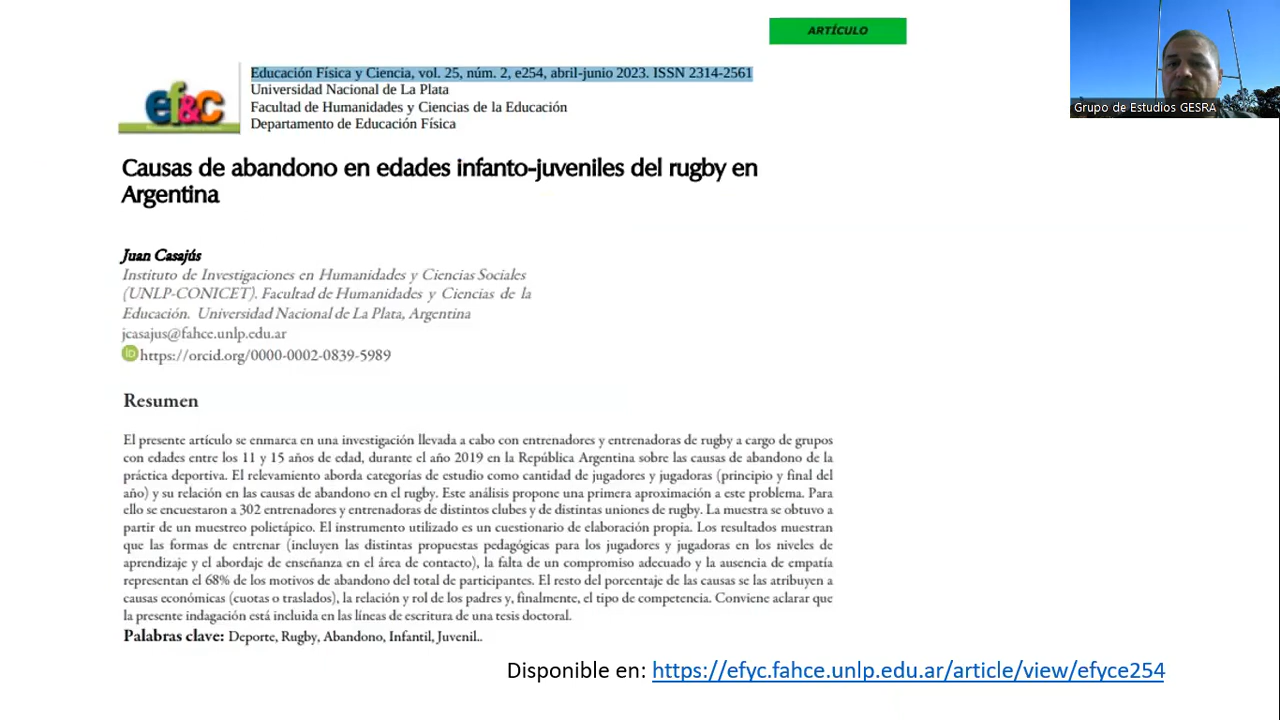 ARTÍCULO
Grupo de Estudios GESRA
ef&c
Educación Física y Ciencia, vol. 25, núm. 2, e254, abril-junio 2023. ISSN 2314-2561
Universidad Nacional de La Plata
Facultad de Humanidades y Ciencias de la Educación
Departamento de Educación Física
Causas de abandono en edades infanto-juveniles del rugby en
Argentina
Juan Casajús
Instituto de Investigaciones en Humanidades y Ciencias Sociales
(UNLP-CONICET). Facultad de Humanidades y Ciencias de la
Educación. Universidad Nacional de La Plata, Argentina
jcasajus@fahce.unlp.edu.ar
iD https://orcid.org/0000-0002-0839-5989
Resumen
El presente artículo se enmarca en una investigación llevada a cabo con entrenadores y entrenadoras de rugby a cargo de grupos
con edades entre los 11 y 15 años de edad, durante el año 2019 en la República Argentina sobre las causas de abandono de la
práctica deportiva. El relevamiento aborda categorías de estudio como cantidad de jugadores y jugadoras (principio y final del
año) y su relación en las causas de abandono en el rugby. Este análisis propone una primera aproximación a este problema. Para
ello se encuestaron a 302 entrenadores y entrenadoras de distintos clubes y de distintas uniones de rugby. La muestra se obtuvo a
partir de un muestreo polietápico. El instrumento utilizado es un cuestionario de elaboración propia. Los resultados muestran
que las formas de entrenar (incluyen las distintas propuestas pedagógicas para los jugadores y jugadoras en los niveles de
aprendizaje y el abordaje de enseñanza en el área de contacto), la falta de un compromiso adecuado y la ausencia de empatía
representan el 68% de los motivos de abandono del total de participantes. El resto del porcentaje de las causas se las atribuyen a
causas económicas (cuotas o traslados), la relación y rol de los padres y, finalmente, el tipo de competencia. Conviene aclarar que
la presente indagación está incluida en las líneas de escritura de una tesis doctoral.
Palabras clave: Deporte, Rugby, Abandono, Infantil, Juvenil..
Disponible en: https://efyc.fahce.unlp.edu.ar/article/view/efyce254